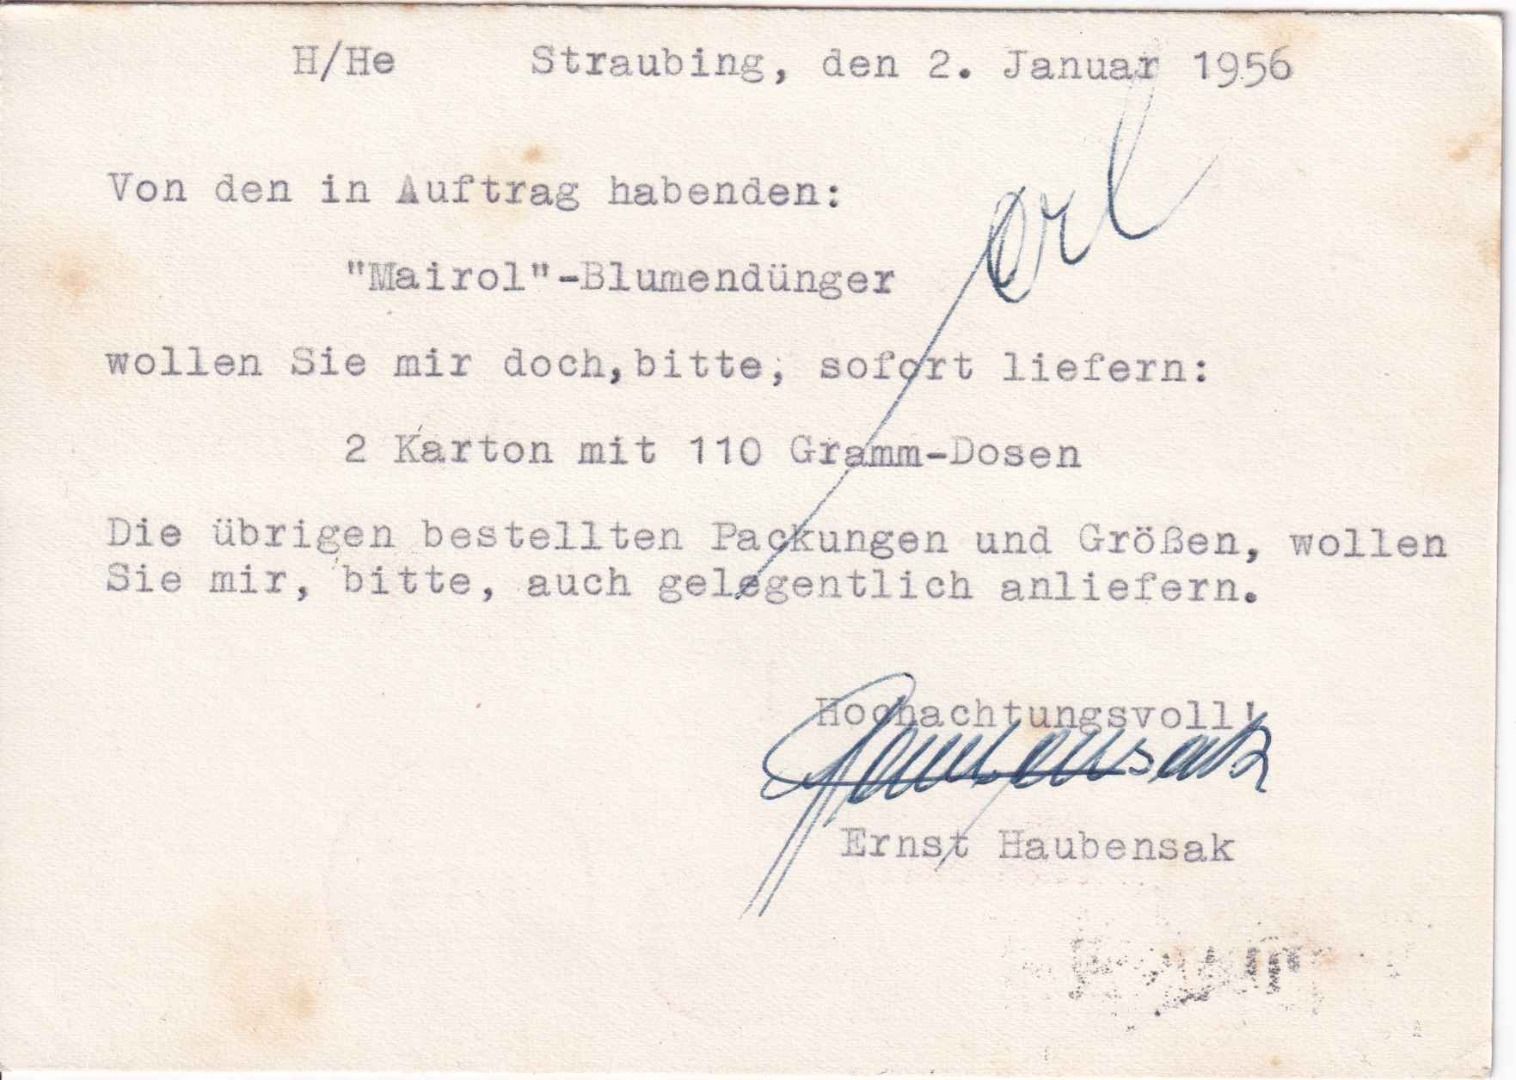 H/He Straubing, den 2. Januar 1956
erl
Von den in Auftrag habenden:
"Mairol"-Blumendünger
wollen Sie mir doch,bitte, sofort liefern:
2 Karton mit 110 Gramm-Dosen
Die übrigen bestellten Packungen und Größen, wollen
Sie mir, bitte, auch gelegentlich anliefern.
Hochachtungsvoll!
Haubensak
Ernst Haubensak